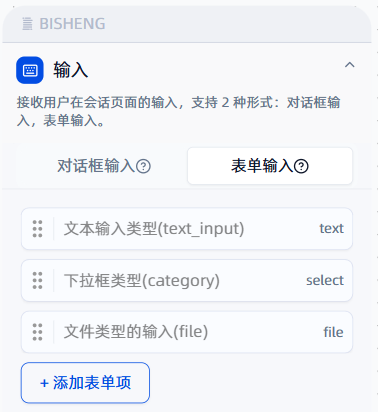 BISHENG
输入
接收用户在会话页面的输入，支持 2 种形式：对话框输
入，表单输入。
对话框输入?
表单输入?
文本输入类型(text_input) text
下拉框类型(category) select
文件类型的输入(file) file
+ 添加表单项